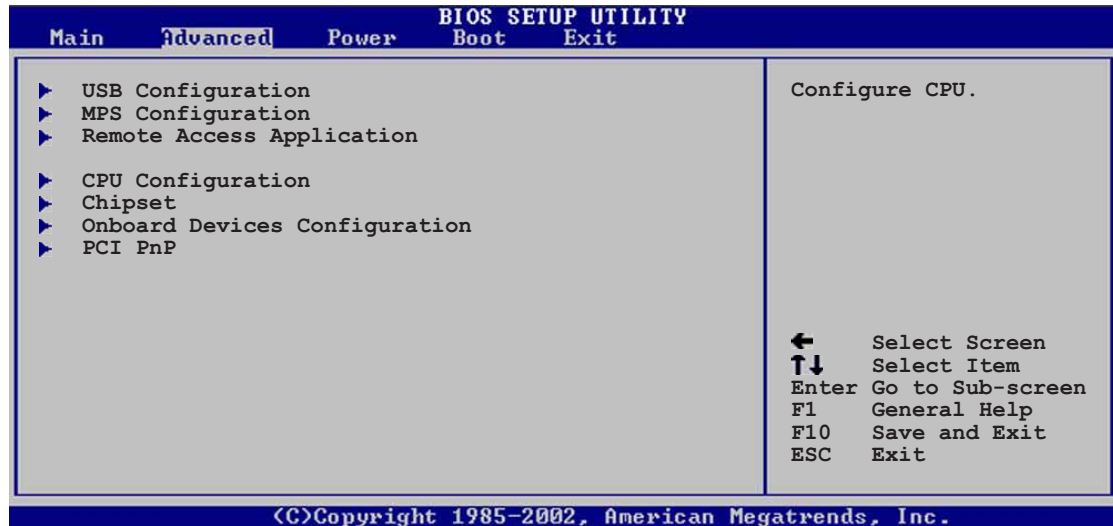 BIOS SETUP UTILITY
Main Advanced Power Boot Exit
USB Configuration
MPS Configuration
Remote Access Application
CPU Configuration
Chipset
Onboard Devices Configuration
PCI PnP
Configure CPU.
← Select Screen
↑↓ Select Item
Enter Go to Sub-screen
F1 General Help
F10 Save and Exit
ESC Exit
(C)Copyright 1985-2002, American Megatrends, Inc.